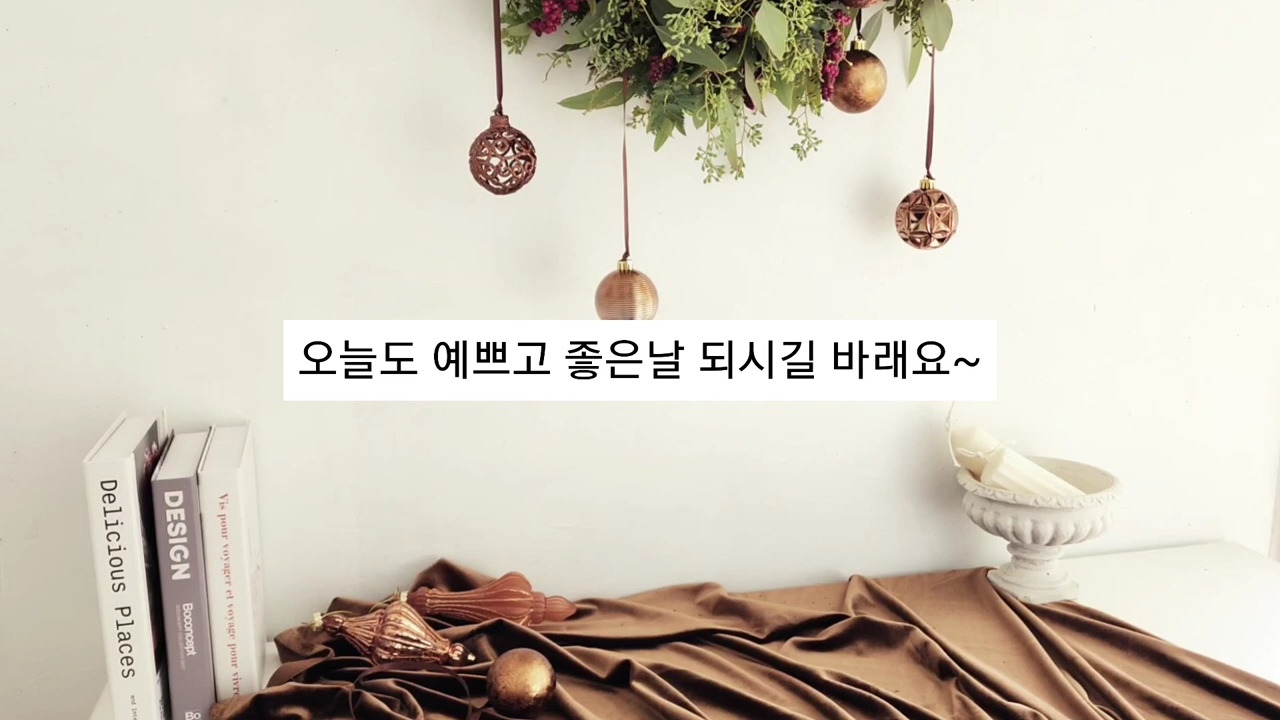 오늘도 예쁘고 좋은날 되시길 바래요~
Delicious Places
DESIGN
Boconcept
Vis pour voyager et voyage pour vivre